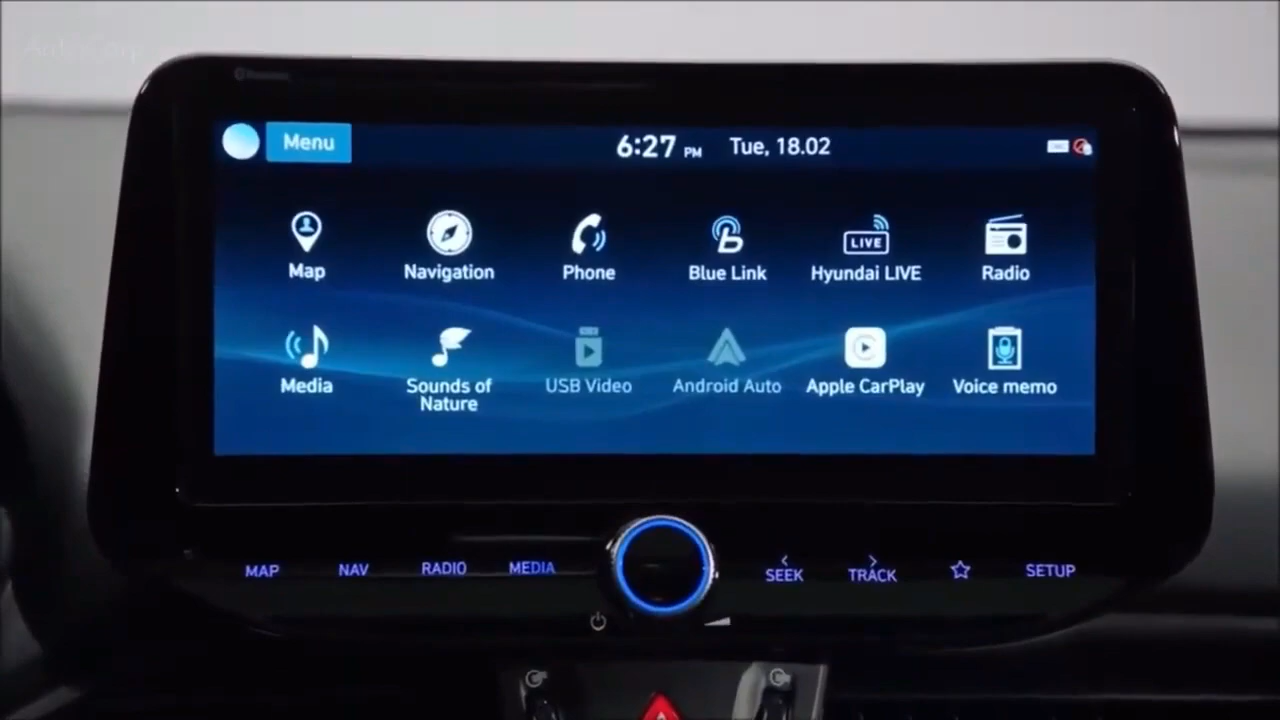 Menu
6:27 PM Tue, 18.02
Map
Navigation
Phone
Blue Link
LIVE
Hyundai LIVE
Radio
Media
Sounds of
Nature
USB Video
Android Auto
Apple CarPlay
Voice memo
MAP
NAV
RADIO
MEDIA
< SEEK
> TRACK
SETUP